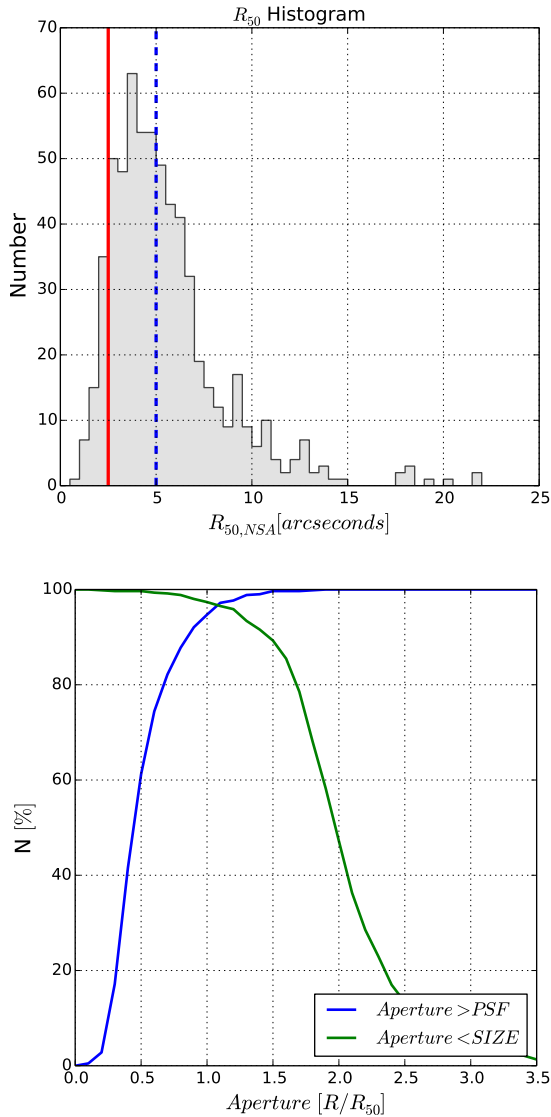 R50 Histogram
70
60
50
40
30
20
10
0
Number
0 5 10 15 20 25
R50,NSA[arcseconds]
100
80
60
40
20
0
N [%]
Aperture>PSF
Aperture<SIZE
0.0 0.5 1.0 1.5 2.0 2.5 3.0 3.5
Aperture [R/R50]